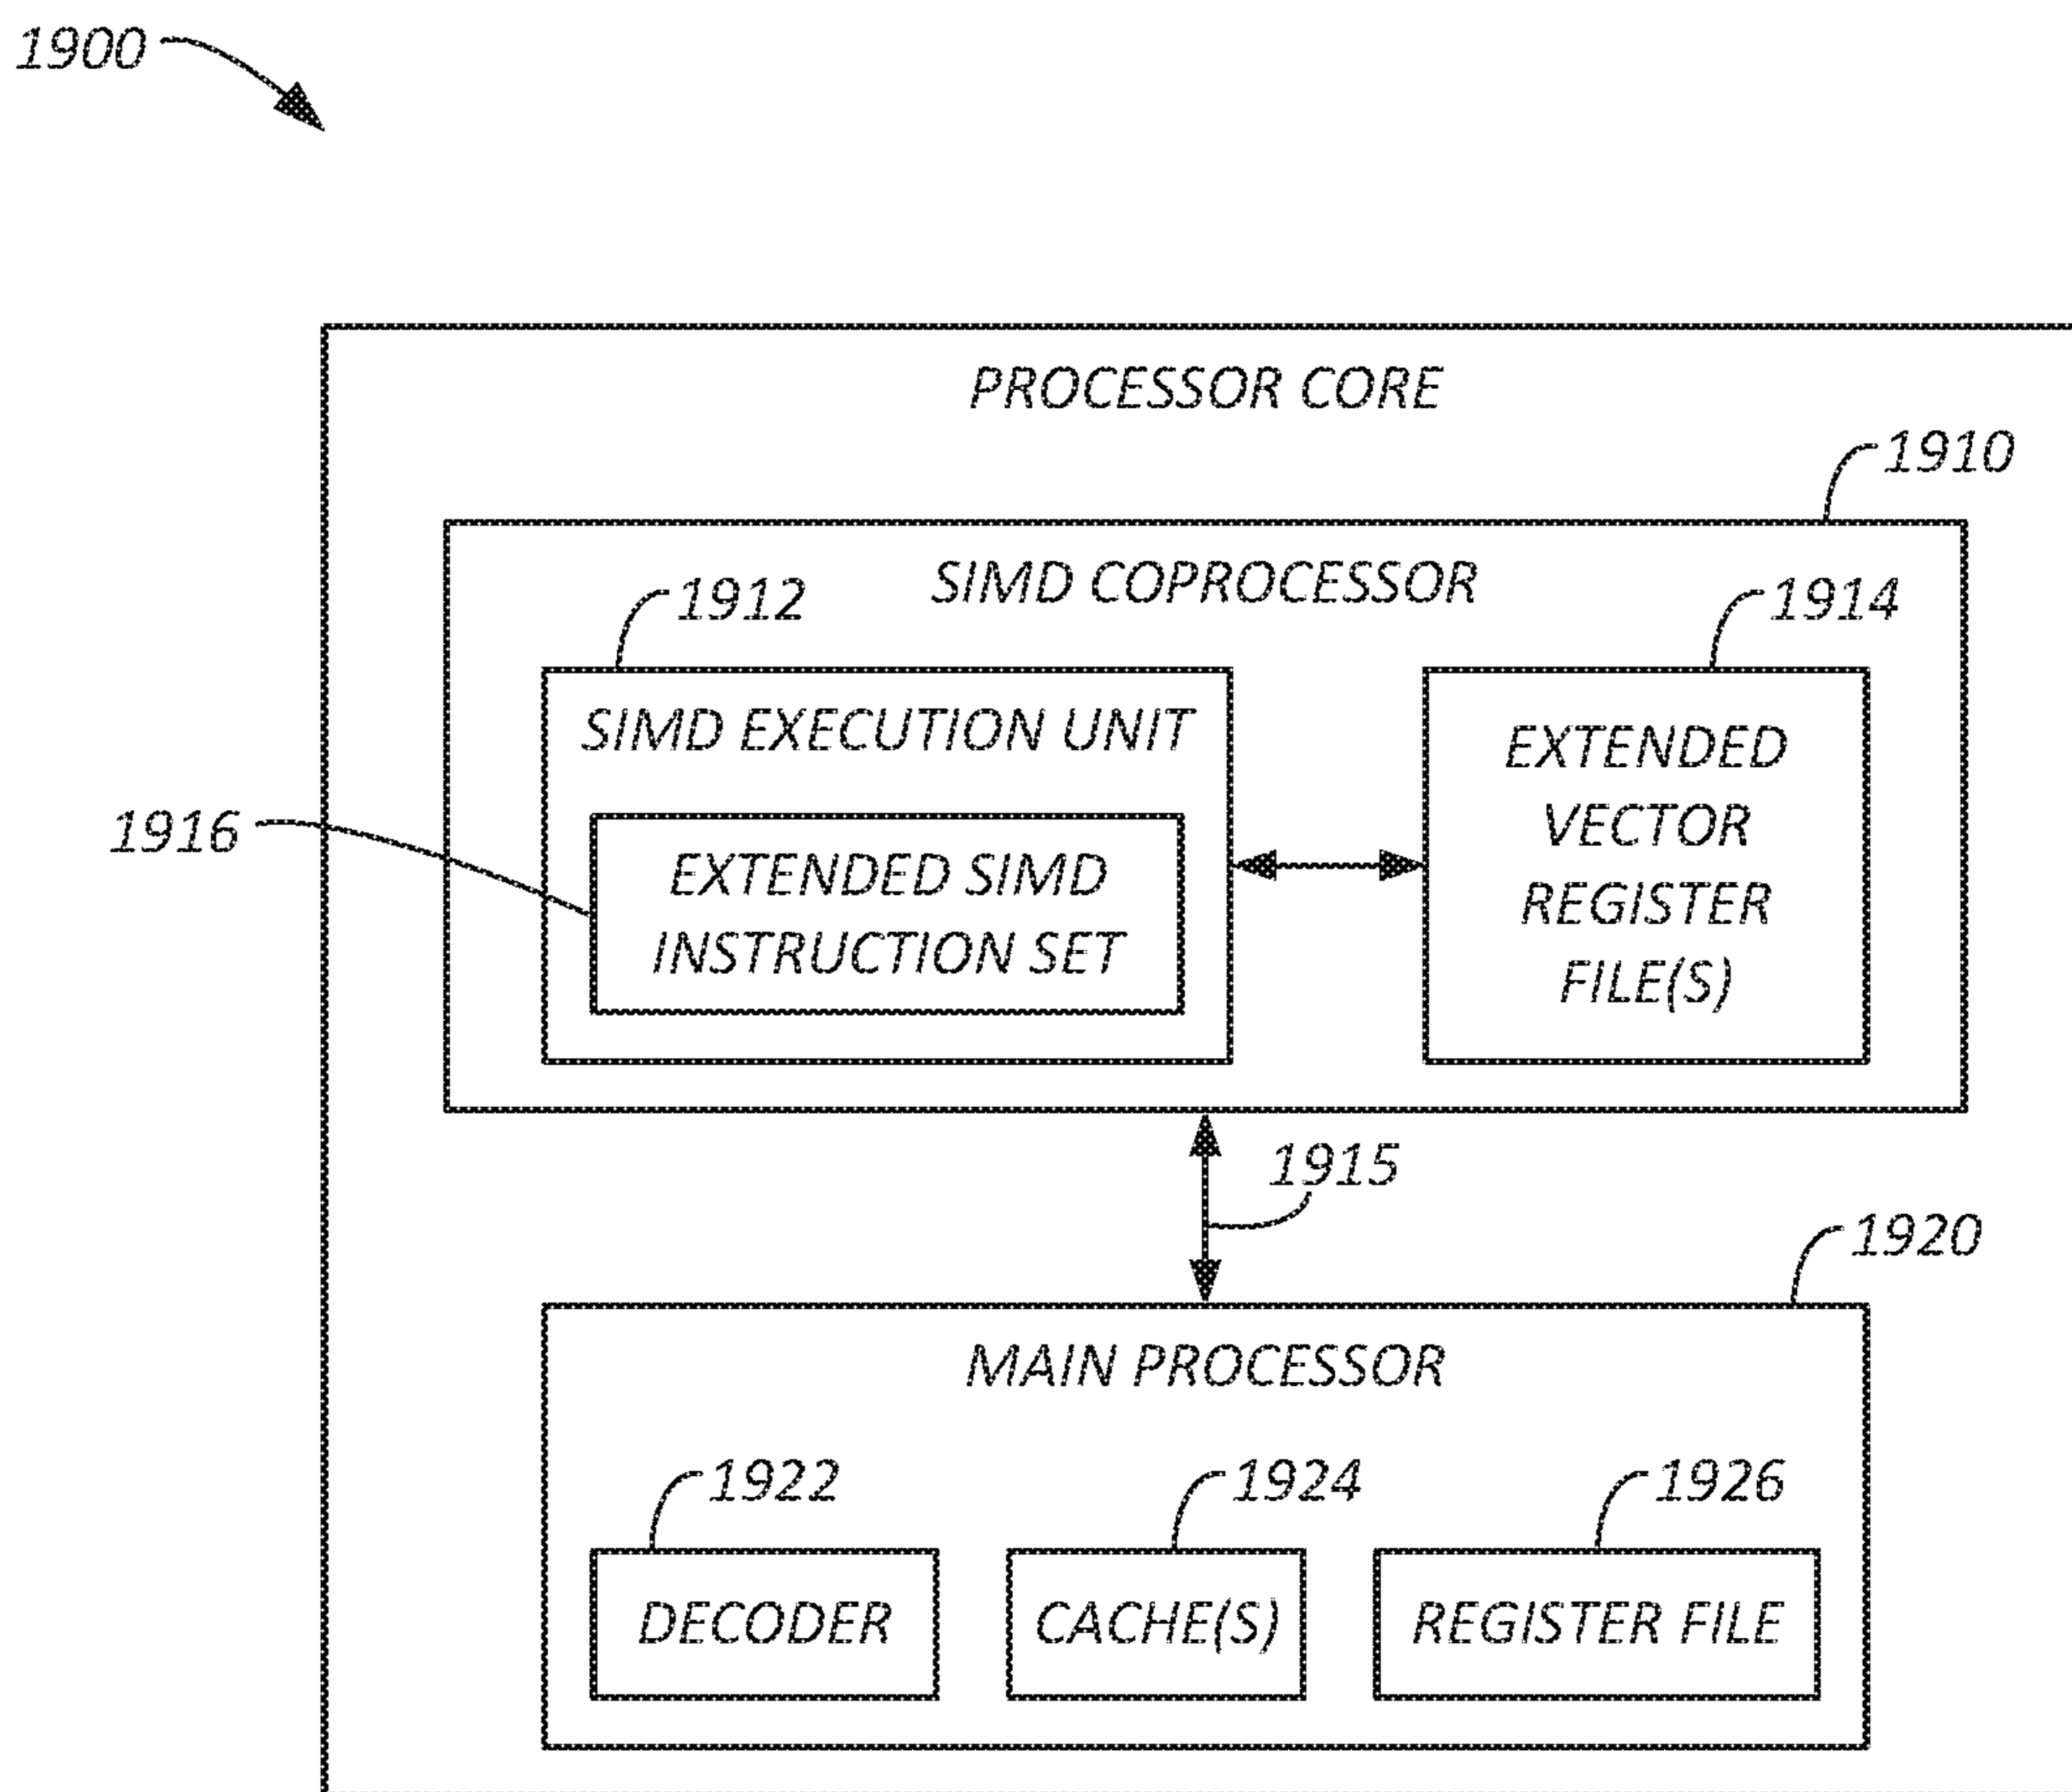 1900
PROCESSOR CORE
1910
SIMD COPROCESSOR
1912
1914
SIMD EXECUTION UNIT
EXTENDED
VECTOR
REGISTER
FILE(S)
1916
EXTENDED SIMD
INSTRUCTION SET
1915
1920
MAIN PROCESSOR
1922
1924
1926
DECODER
CACHE(S)
REGISTER FILE